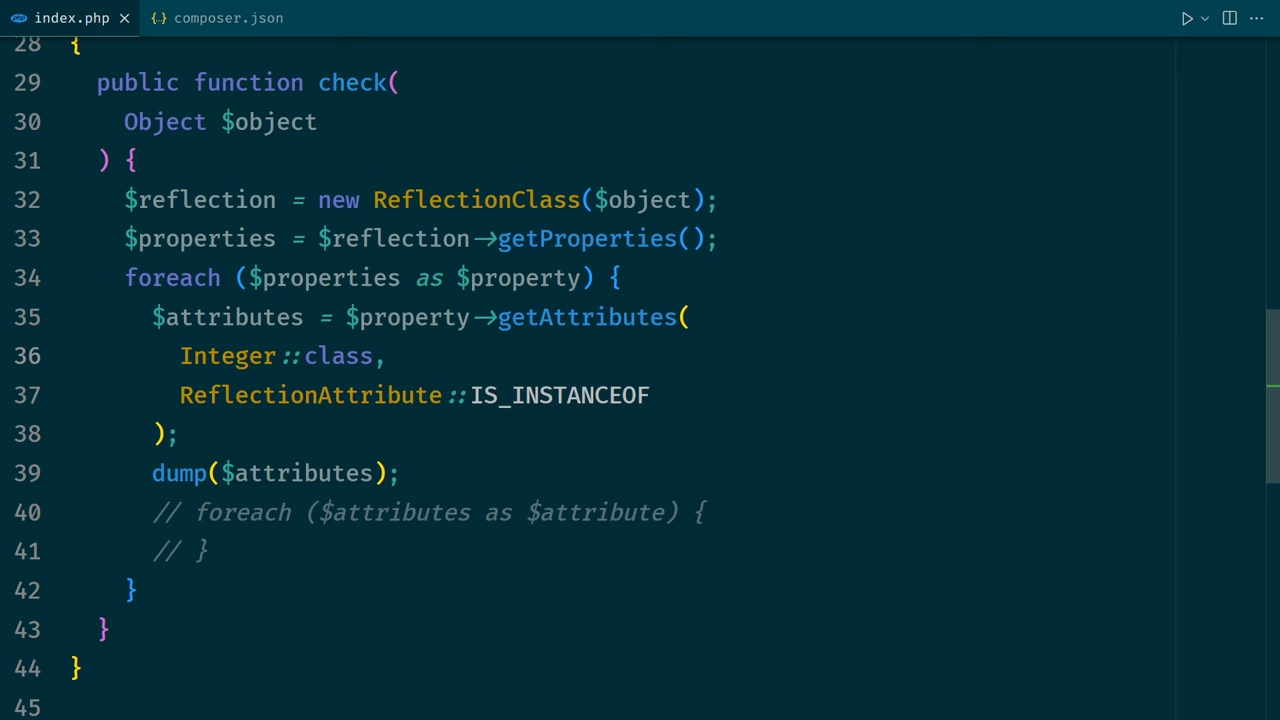 php index.php × {..} composer.json
28 {
29 public function check(
30 Object $object
31 ) {
32 $reflection = new ReflectionClass($object);
33 $properties = $reflection->getProperties();
34 foreach ($properties as $property) {
35 $attributes = $property->getAttributes(
36 Integer::class,
37 ReflectionAttribute::IS_INSTANCEOF
38 );
39 dump($attributes);
40 // foreach ($attributes as $attribute) {
41 // }
42 }
43 }
44 }
45